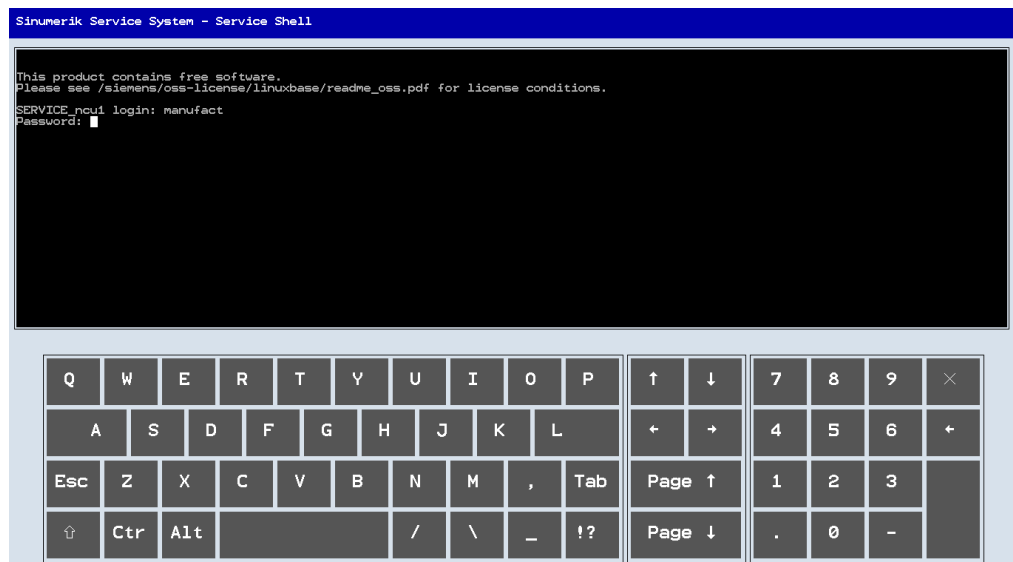 Sinumerik Service System - Service Shell
This product contains free software.
Please see /siemens/oss-license/linuxbase/readme_oss.pdf for license conditions.
SERVICE_ncu1 login: manufact
Password:
Q W E R T Y U I O P ↑ ↓ 7 8 9 ×
A S D F G H J K L ← → 4 5 6 ←
Esc Z X C V B N M , Tab Page ↑ 1 2 3
⇧ Ctr Alt / \ _ !? Page ↓ . 0 -